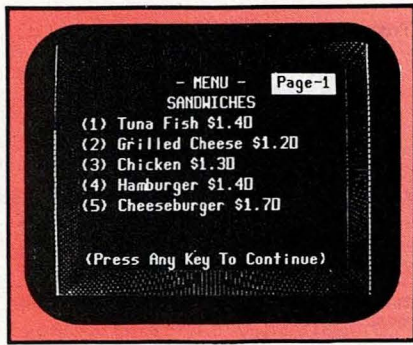 - MENU - Page-1
SANDWICHES
(1) Tuna Fish $1.40
(2) Grilled Cheese $1.20
(3) Chicken $1.30
(4) Hamburger $1.40
(5) Cheeseburger $1.70
(Press Any Key To Continue)